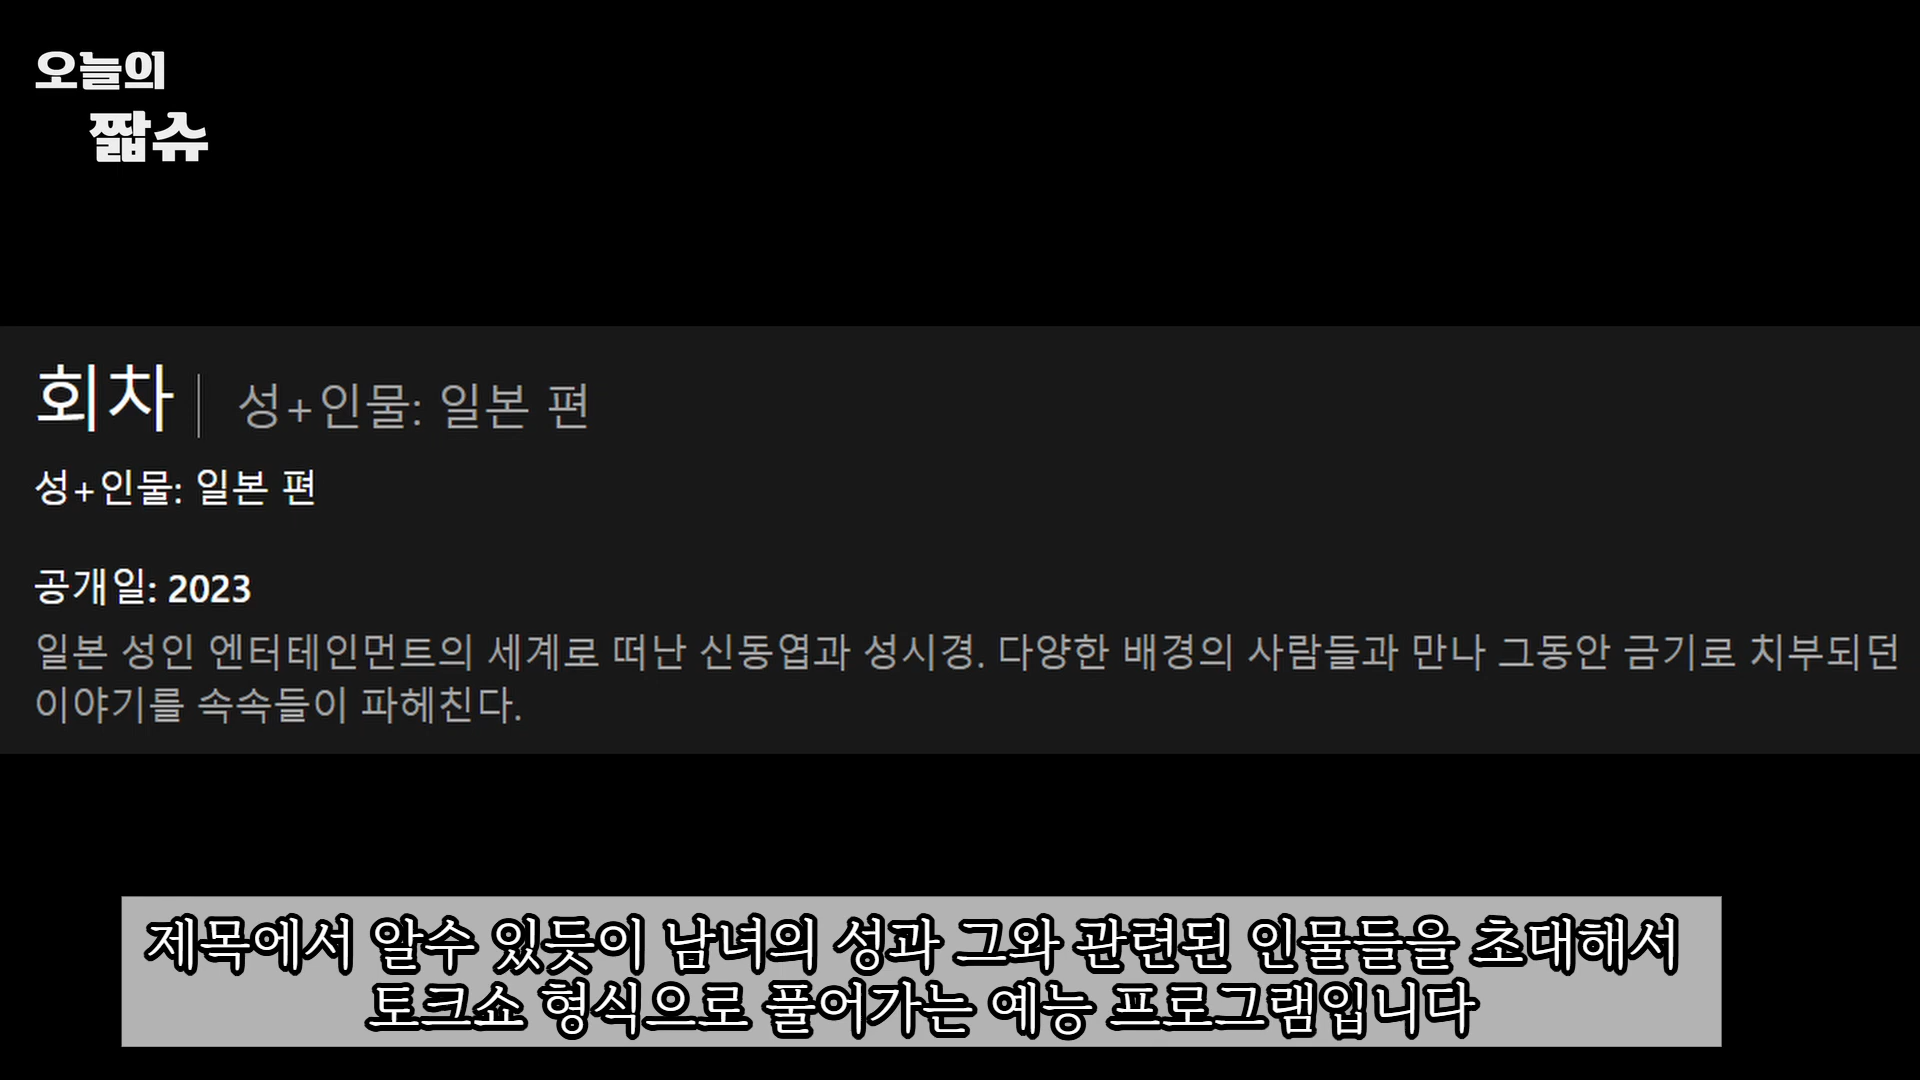 오늘의
짧슈
회차 | 성+인물: 일본 편
성+인물: 일본 편
공개일: 2023
일본 성인 엔터테인먼트의 세계로 떠난 신동엽과 성시경. 다양한 배경의 사람들과 만나 그동안 금기로 치부되던
이야기를 속속들이 파헤친다.
제목에서 알수 있듯이 남녀의 성과 그와 관련된 인물들을 초대해서
토크쇼 형식으로 풀어가는 예능 프로그램입니다